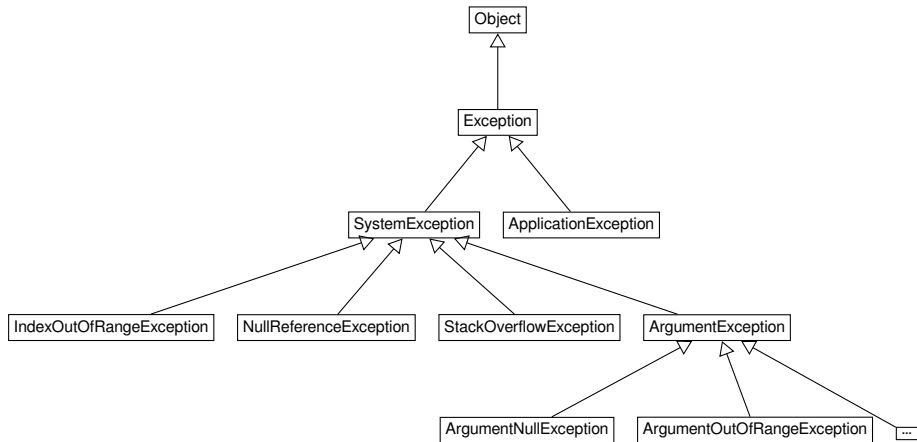 Object
Exception
SystemException
ApplicationException
IndexOutOfRangeException
NullReferenceException
StackOverflowException
ArgumentException
ArgumentNullException
ArgumentOutOfRangeException
...